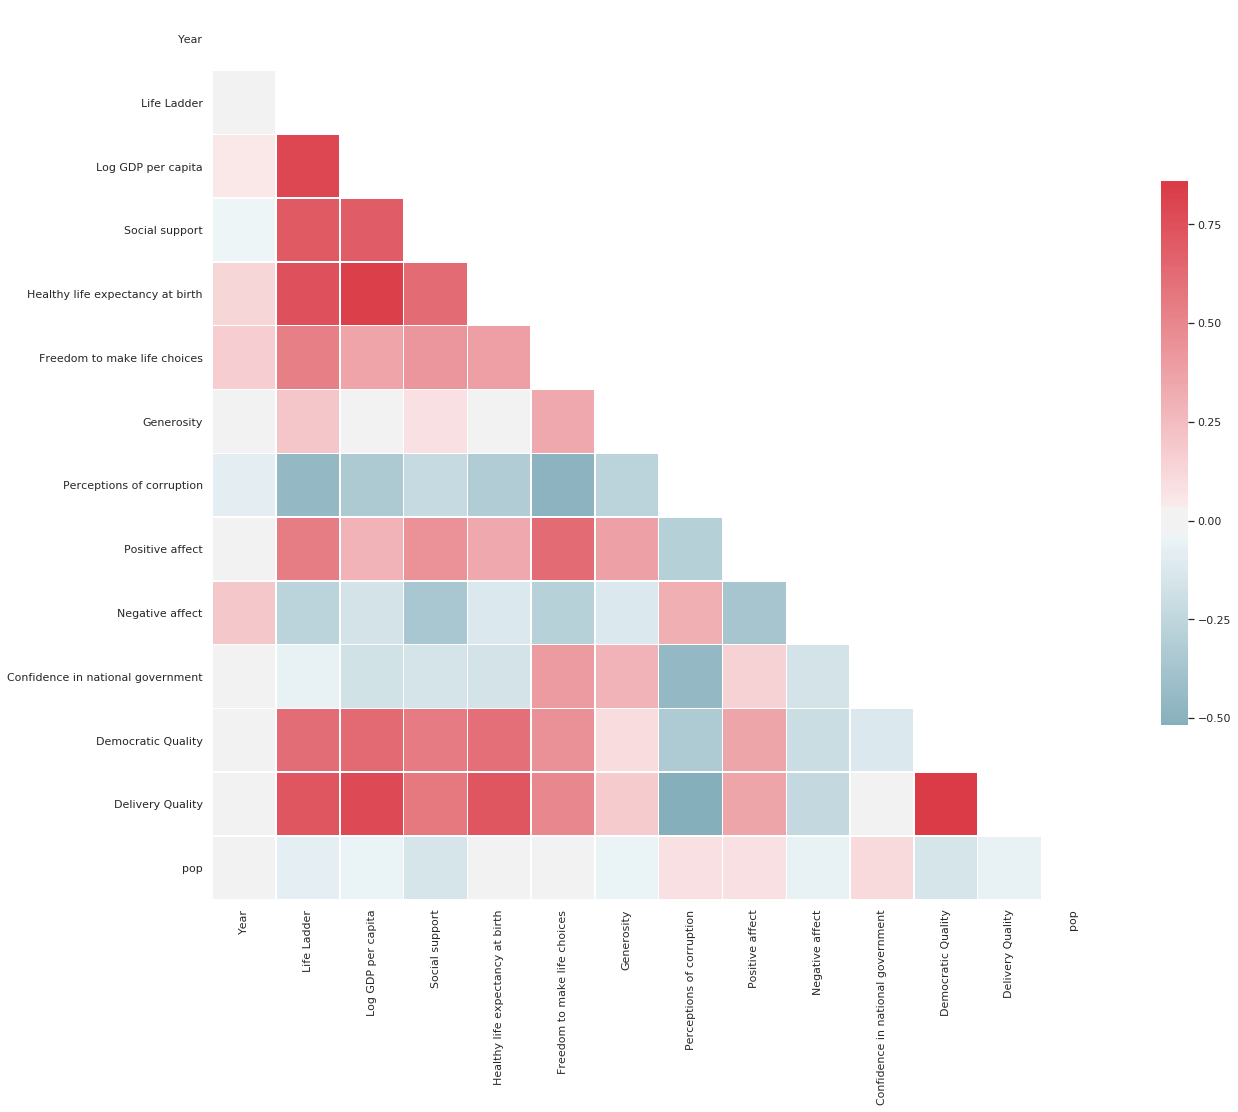 Year
Life Ladder
Log GDP per capita
Social support
Healthy life expectancy at birth
Freedom to make life choices
Generosity
Perceptions of corruption
Positive affect
Negative affect
Confidence in national government
Democratic Quality
Delivery Quality
pop
Year
Life Ladder
Log GDP per capita
Social support
Healthy life expectancy at birth
Freedom to make life choices
Generosity
Perceptions of corruption
Positive affect
Negative affect
Confidence in national government
Democratic Quality
Delivery Quality
pop
0.75
0.50
0.25
0.00
−0.25
−0.50